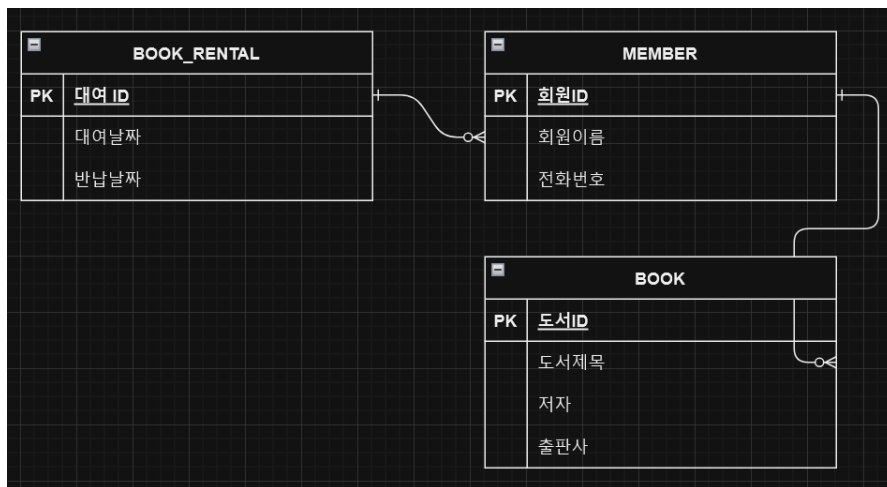 BOOK_RENTAL
PK 대여 ID
대여날짜
반납날짜
MEMBER
PK 회원ID
회원이름
전화번호
BOOK
PK 도서ID
도서제목
저자
출판사